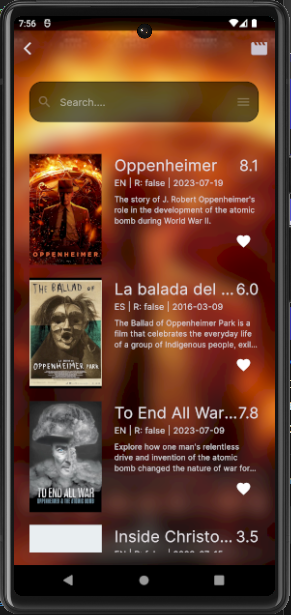 7:56
Search....
Oppenheimer 8.1
EN | R: false | 2023-07-19
The story of J. Robert Oppenheimer's
role in the development of the atomic
bomb during World War II.
OPPENHEIMER
La balada del ... 6.0
ES | R: false | 2016-03-09
The Ballad of Oppenheimer Park is a
film that celebrates the everyday life
of a group of Indigenous people, exil...
THE BALLAD OF
OPPENHEIMER PARK
To End All War... 7.8
EN | R: false | 2023-07-09
Explore how one man's relentless
drive and invention of the atomic
bomb changed the nature of war for...
TO END ALL WAR
OPPENHEIMER & THE ATOMIC BOMB
Inside Christo... 3.5